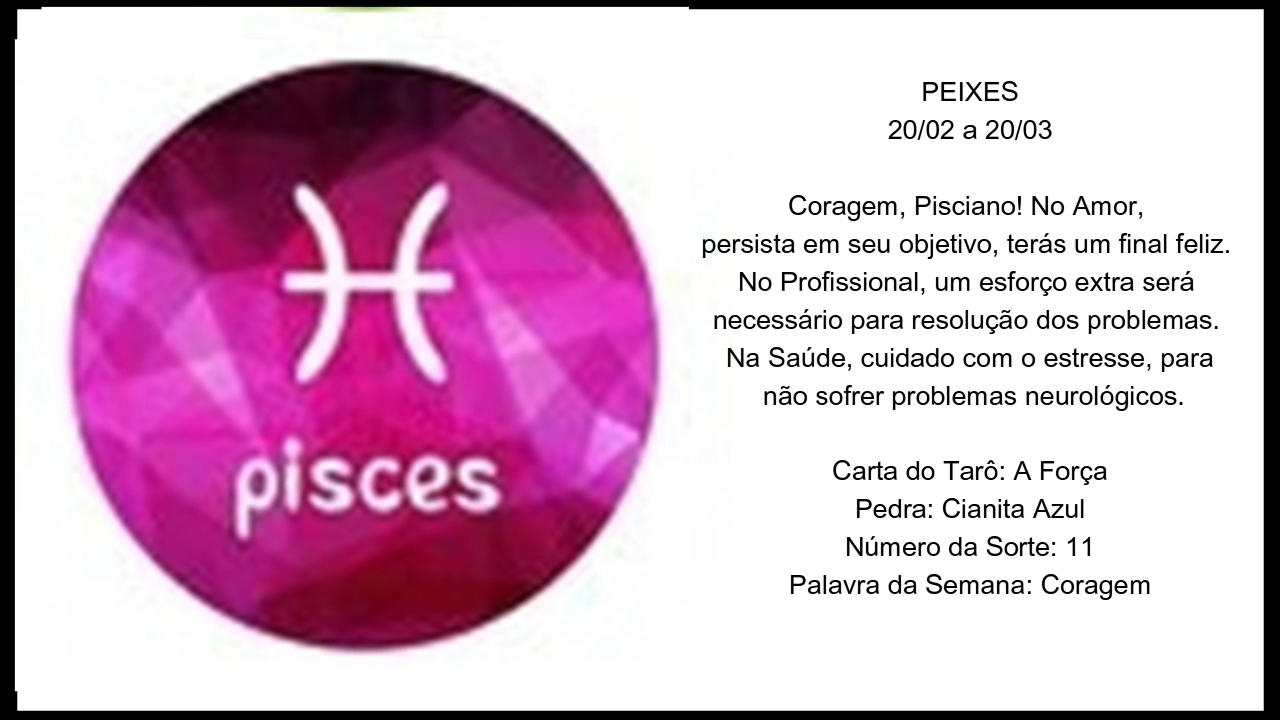 pisces
PEIXES
20/02 a 20/03
Coragem, Pisciano! No Amor,
persista em seu objetivo, terás um final feliz.
No Profissional, um esforço extra será
necessário para resolução dos problemas.
Na Saúde, cuidado com o estresse, para
não sofrer problemas neurológicos.
Carta do Tarô: A Força
Pedra: Cianita Azul
Número da Sorte: 11
Palavra da Semana: Coragem